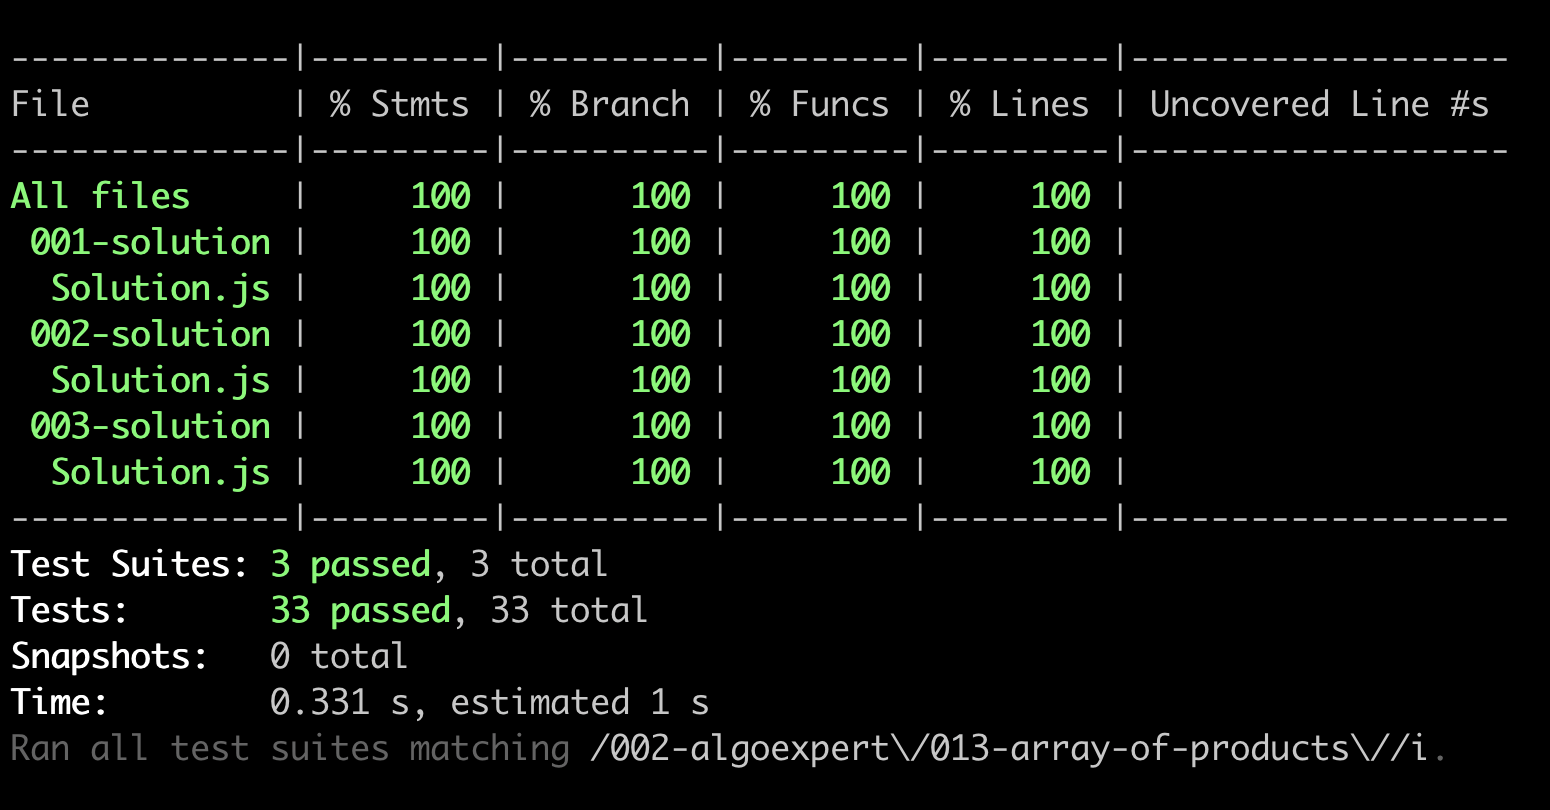 --------------|---------|----------|---------|---------|-------------------
File          | % Stmts | % Branch | % Funcs | % Lines | Uncovered Line #s
--------------|---------|----------|---------|---------|-------------------
All files     |     100 |      100 |     100 |     100 |
 001-solution |     100 |      100 |     100 |     100 |
  Solution.js |     100 |      100 |     100 |     100 |
 002-solution |     100 |      100 |     100 |     100 |
  Solution.js |     100 |      100 |     100 |     100 |
 003-solution |     100 |      100 |     100 |     100 |
  Solution.js |     100 |      100 |     100 |     100 |
--------------|---------|----------|---------|---------|-------------------
Test Suites: 3 passed, 3 total
Tests:       33 passed, 33 total
Snapshots:   0 total
Time:        0.331 s, estimated 1 s
Ran all test suites matching /002-algoexpert\/013-array-of-products\//i.